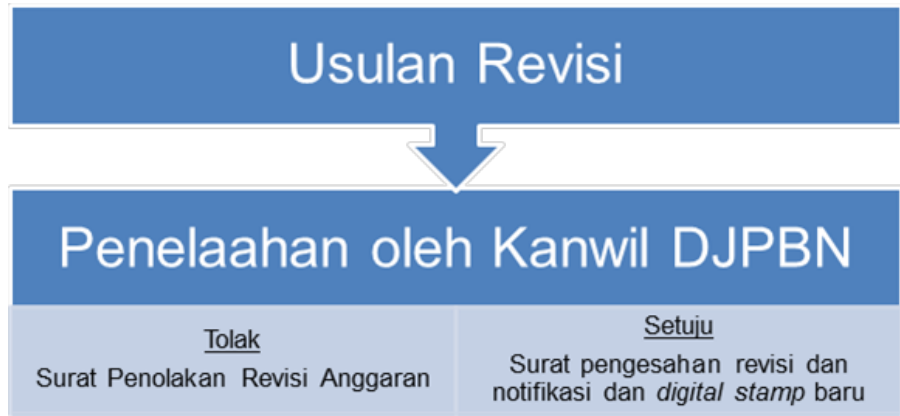 Usulan Revisi
Penelaahan oleh Kanwil DJPBN
Tolak
Surat Penolakan Revisi Anggaran
Setuju
Surat pengesahan revisi dan
notifikasi dan digital stamp baru